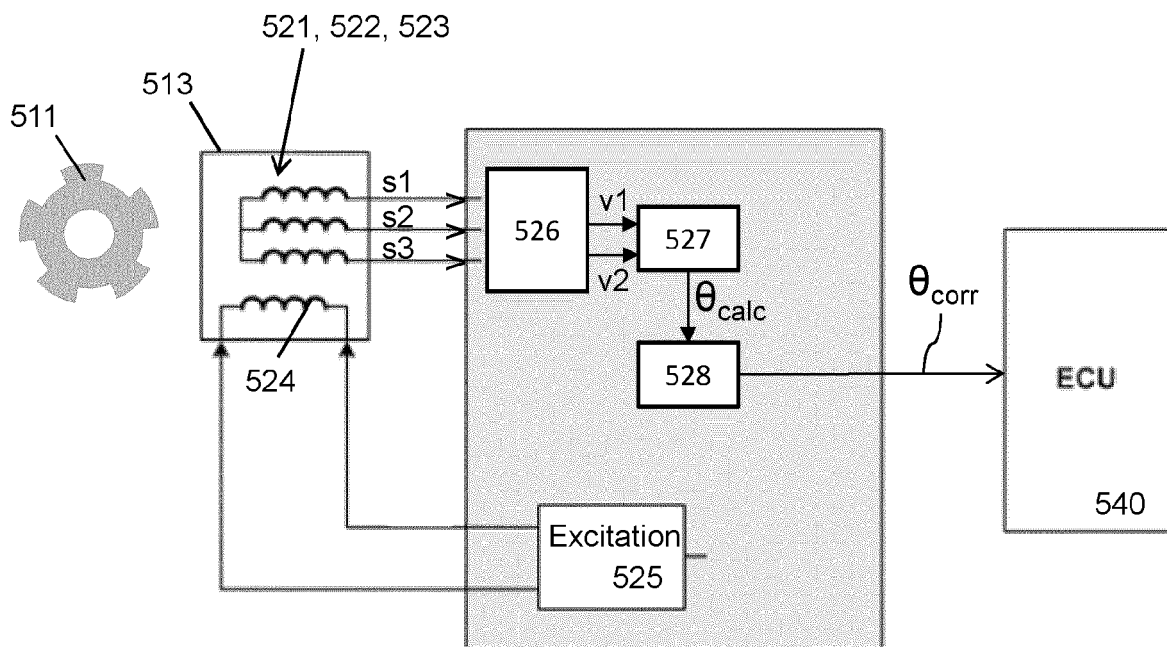 521, 522, 523
513
511
s1
s2
s3
526
v1
v2
527
θcalc
528
θcorr
ECU
540
524
Excitation
525